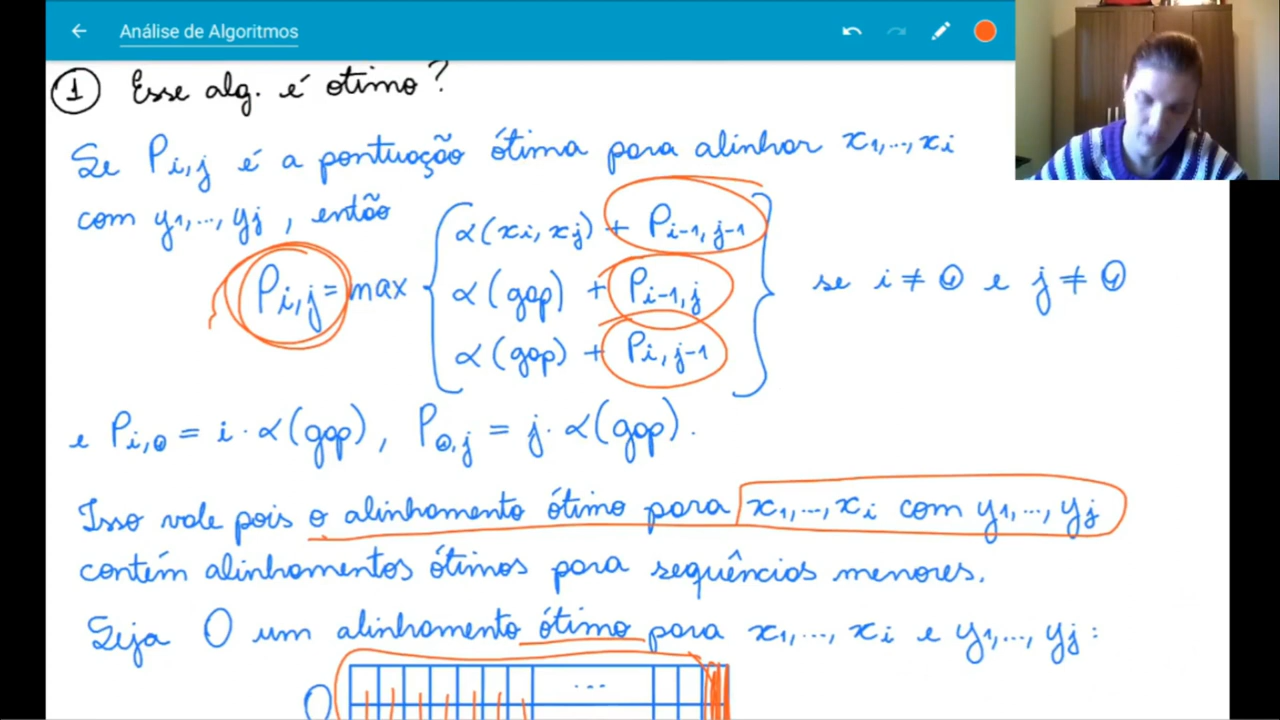 Análise de Algoritmos
1 Esse alg. é otimo?
Se Pi,j é a pontuação ótima para alinhar x1,..,xi
com y1,..,yj, então
α(xi, xj) + Pi-1,j-1
Pi,j = max α(gap) + Pi-1,j se i ≠ 0 e j ≠ 0
α(gap) + Pi,j-1
e Pi,0 = i · α(gap), P0,j = j · α(gap).
Isso vale pois o alinhamento ótimo para x1,..,xi com y1,..,yj
contém alinhamentos ótimos para sequências menores.
Seja O um alinhamento ótimo para x1,..., xi e y1,..., yj:
O ...